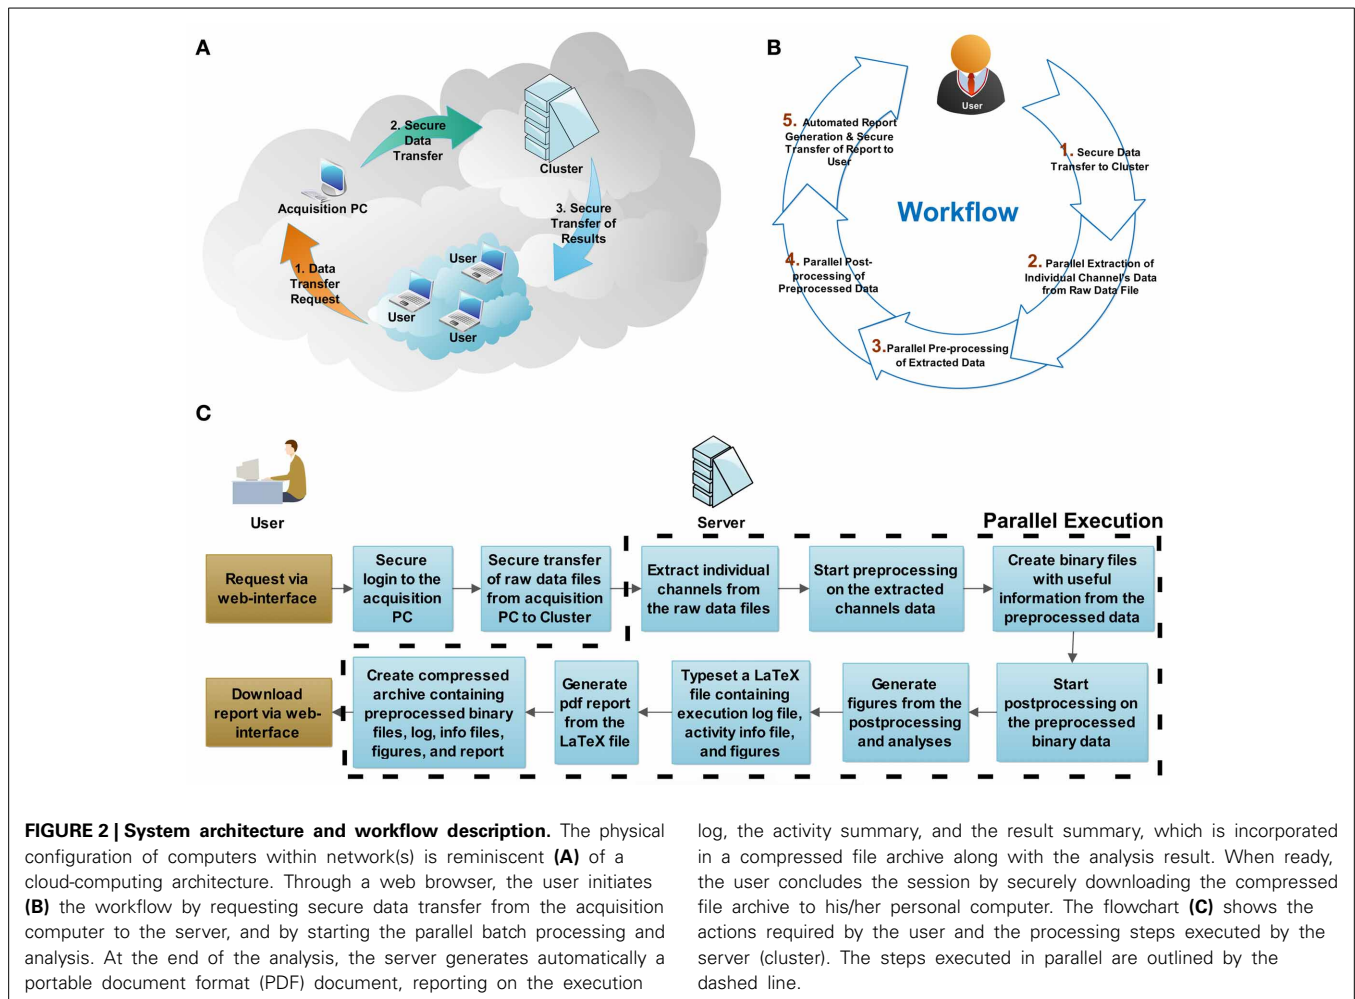 A
2. Secure
Data
Transfer
Cluster
Acquisition PC
3. Secure
Transfer of
Results
1. Data
Transfer
Request
User
User
User
B
User
5. Automated Report
Generation & Secure
Transfer of Report to
User
1. Secure Data
Transfer to Cluster
Workflow
4. Parallel Post-
processing of
Preprocessed Data
2. Parallel Extraction of
Individual Channel's Data
from Raw Data File
3. Parallel Pre-processing
of Extracted Data
C
User
Server
Parallel Execution
Request via
web-interface
Secure
login to the
acquisition
PC
Secure transfer
of raw data files
from acquisition
PC to Cluster
Extract individual
channels from
the raw data files
Start preprocessing
on the extracted
channels data
Create binary files
with useful
information from the
preprocessed data
Download
report via web-
interface
Create compressed
archive containing
preprocessed binary
files, log, info files,
figures, and report
Generate
pdf report
from the
LaTeX file
Typeset a LaTeX
file containing
execution log file,
activity info file,
and figures
Generate
figures from the
postprocessing
and analyses
Start
postprocessing on
the preprocessed
binary data
FIGURE 2 | System architecture and workflow description. The physical
configuration of computers within network(s) is reminiscent (A) of a
cloud-computing architecture. Through a web browser, the user initiates
(B) the workflow by requesting secure data transfer from the acquisition
computer to the server, and by starting the parallel batch processing and
analysis. At the end of the analysis, the server generates automatically a
portable document format (PDF) document, reporting on the execution
log, the activity summary, and the result summary, which is incorporated
in a compressed file archive along with the analysis result. When ready,
the user concludes the session by securely downloading the compressed
file archive to his/her personal computer. The flowchart (C) shows the
actions required by the user and the processing steps executed by the
server (cluster). The steps executed in parallel are outlined by the
dashed line.